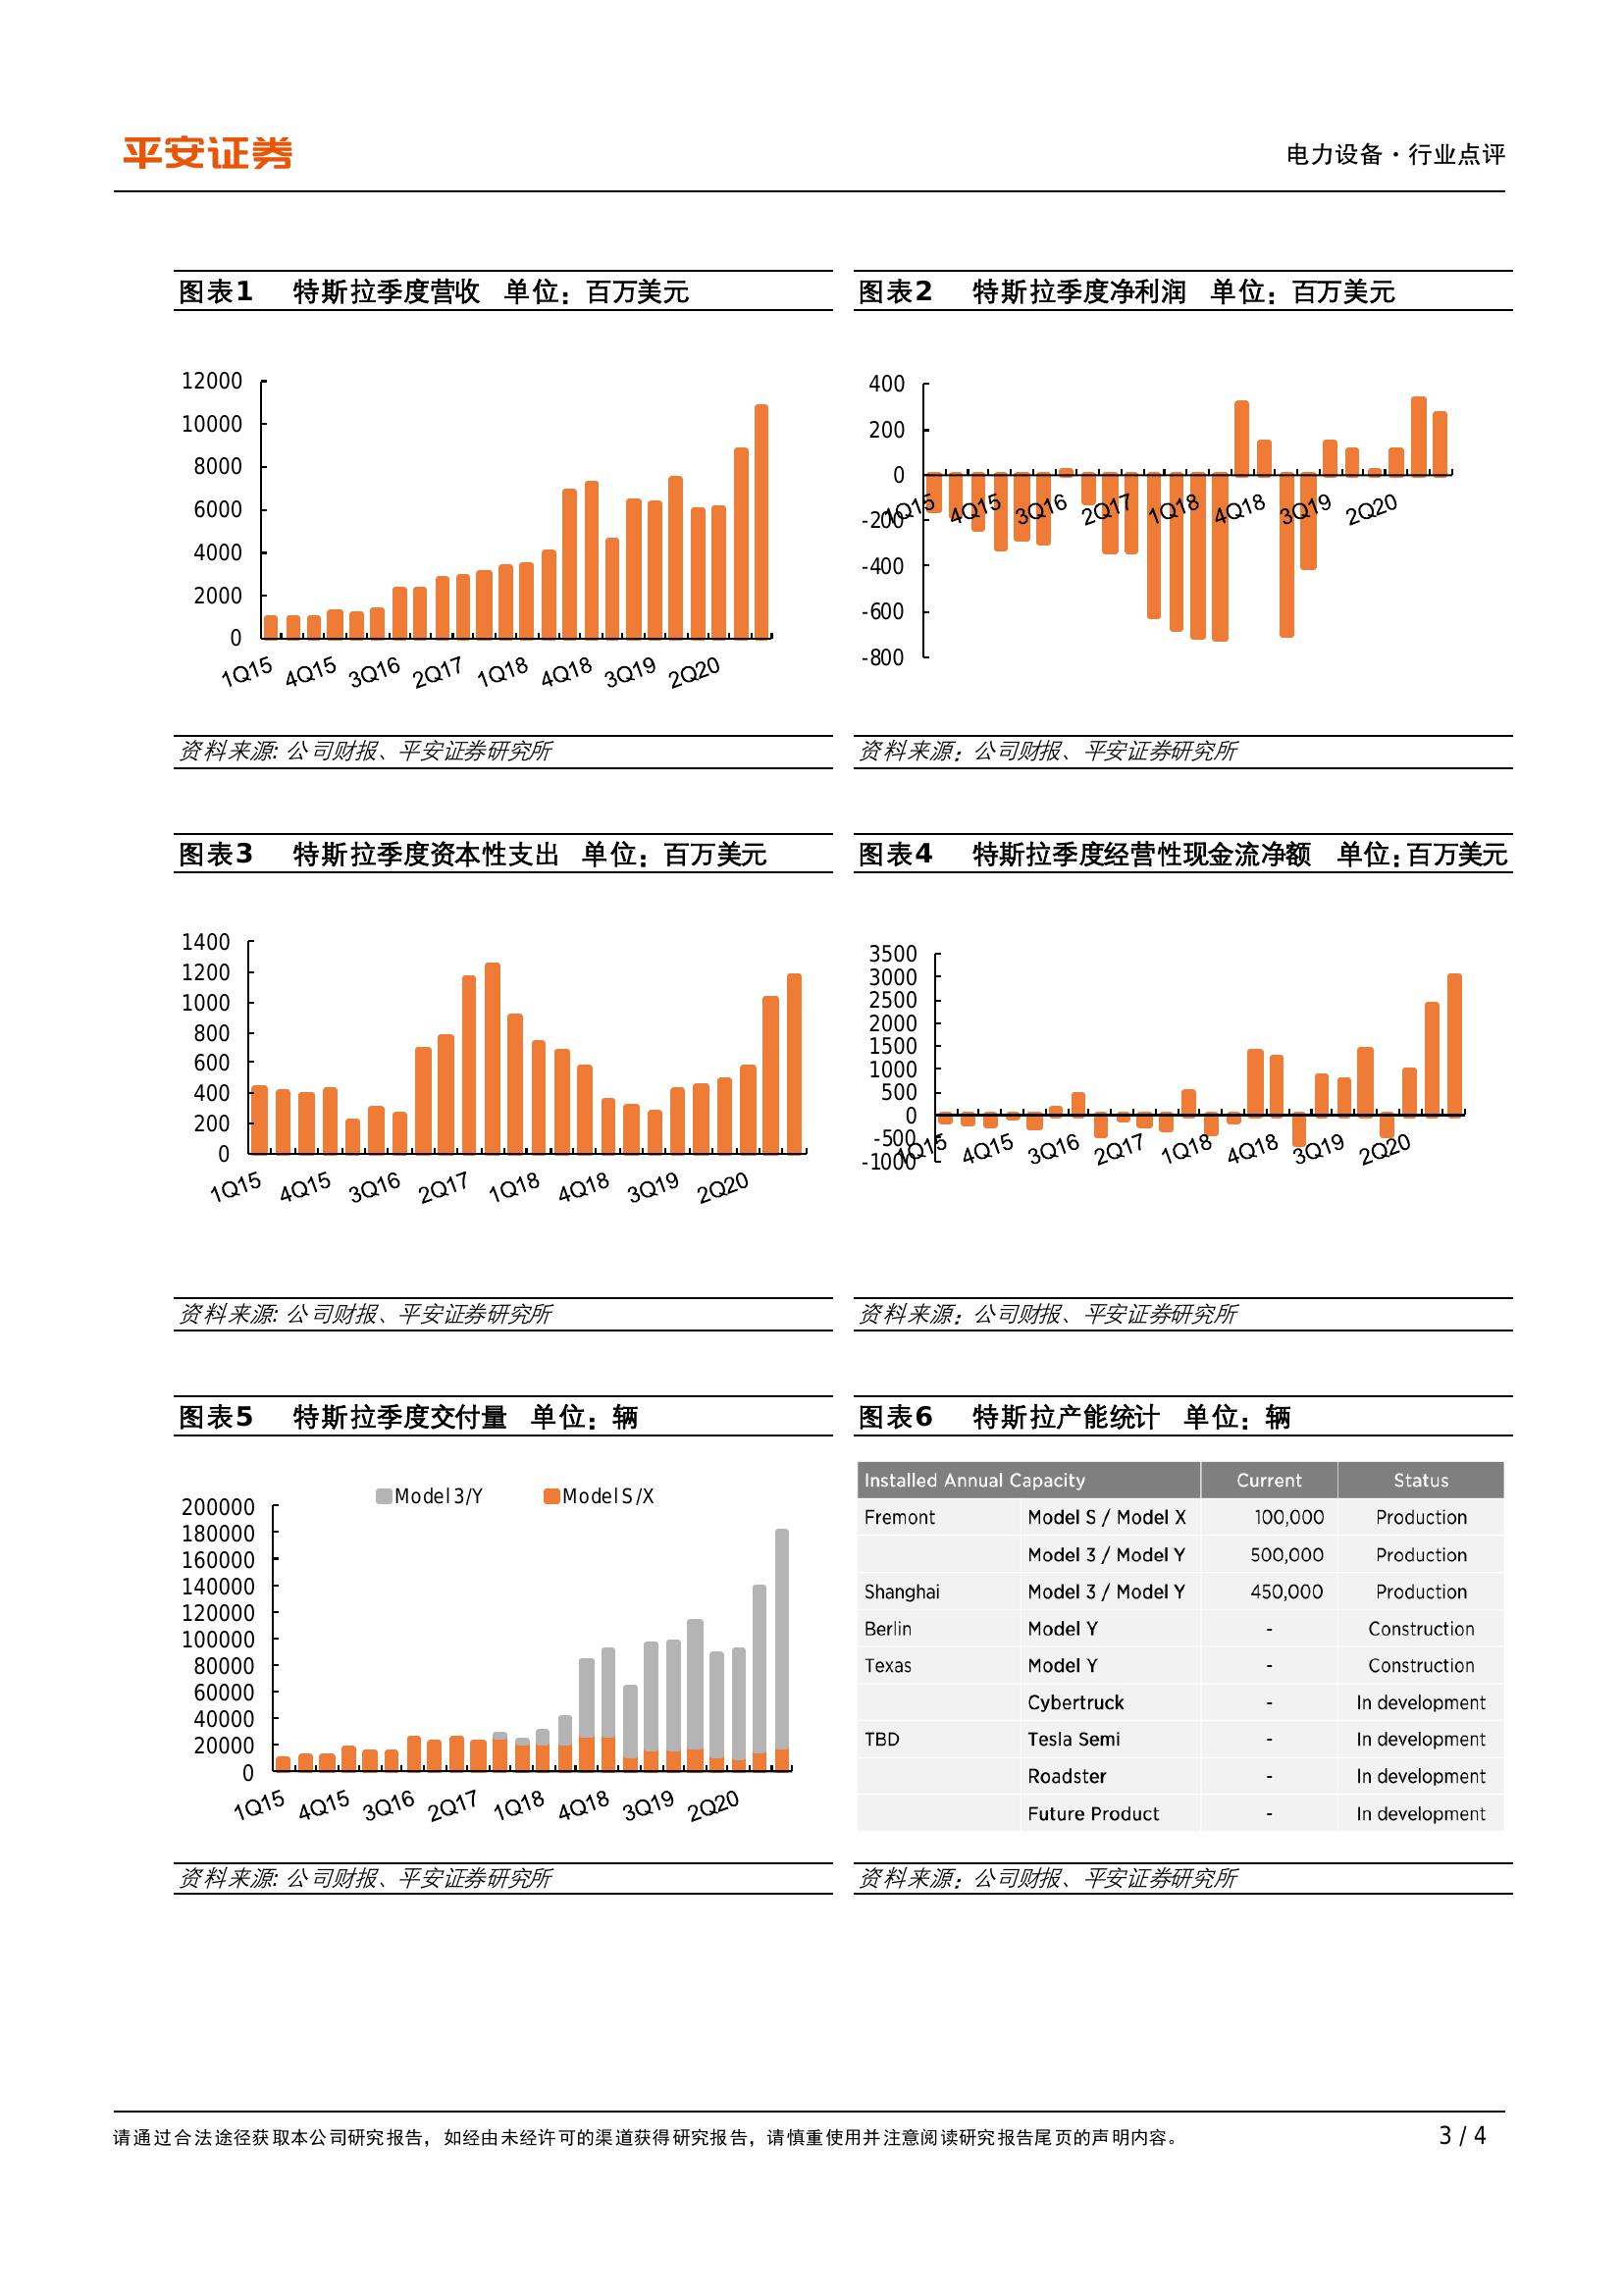 平安证券
电力设备·行业点评
图表1 特斯拉季度营收 单位：百万美元
12000
10000
8000
6000
4000
2000
0
1Q15 4Q15 3Q16 2Q17 1Q18 4Q18 3Q19 2Q20
资料来源: 公司财报、平安证券研究所
图表2 特斯拉季度净利润 单位：百万美元
400
200
0
-200
-400
-600
-800
1Q15 4Q15 3Q16 2Q17 1Q18 4Q18 3Q19 2Q20
资料来源：公司财报、平安证券研究所
图表3 特斯拉季度资本性支出 单位：百万美元
1400
1200
1000
800
600
400
200
0
1Q15 4Q15 3Q16 2Q17 1Q18 4Q18 3Q19 2Q20
资料来源: 公司财报、平安证券研究所
图表4 特斯拉季度经营性现金流净额 单位：百万美元
3500
3000
2500
2000
1500
1000
500
0
-500
-1000
1Q15 4Q15 3Q16 2Q17 1Q18 4Q18 3Q19 2Q20
资料来源：公司财报、平安证券研究所
图表5 特斯拉季度交付量 单位：辆
Model 3/Y Model S/X
200000
180000
160000
140000
120000
100000
80000
60000
40000
20000
0
1Q15 4Q15 3Q16 2Q17 1Q18 4Q18 3Q19 2Q20
资料来源: 公司财报、平安证券研究所
图表6 特斯拉产能统计 单位：辆
Installed Annual Capacity Current Status
Fremont Model S / Model X 100,000 Production
Model 3 / Model Y 500,000 Production
Shanghai Model 3 / Model Y 450,000 Production
Berlin Model Y - Construction
Texas Model Y - Construction
Cybertruck - In development
TBD Tesla Semi - In development
Roadster - In development
Future Product - In development
资料来源：公司财报、平安证券研究所
请通过合法途径获取本公司研究报告，如经由未经许可的渠道获得研究报告，请慎重使用并注意阅读研究报告尾页的声明内容。
3 / 4